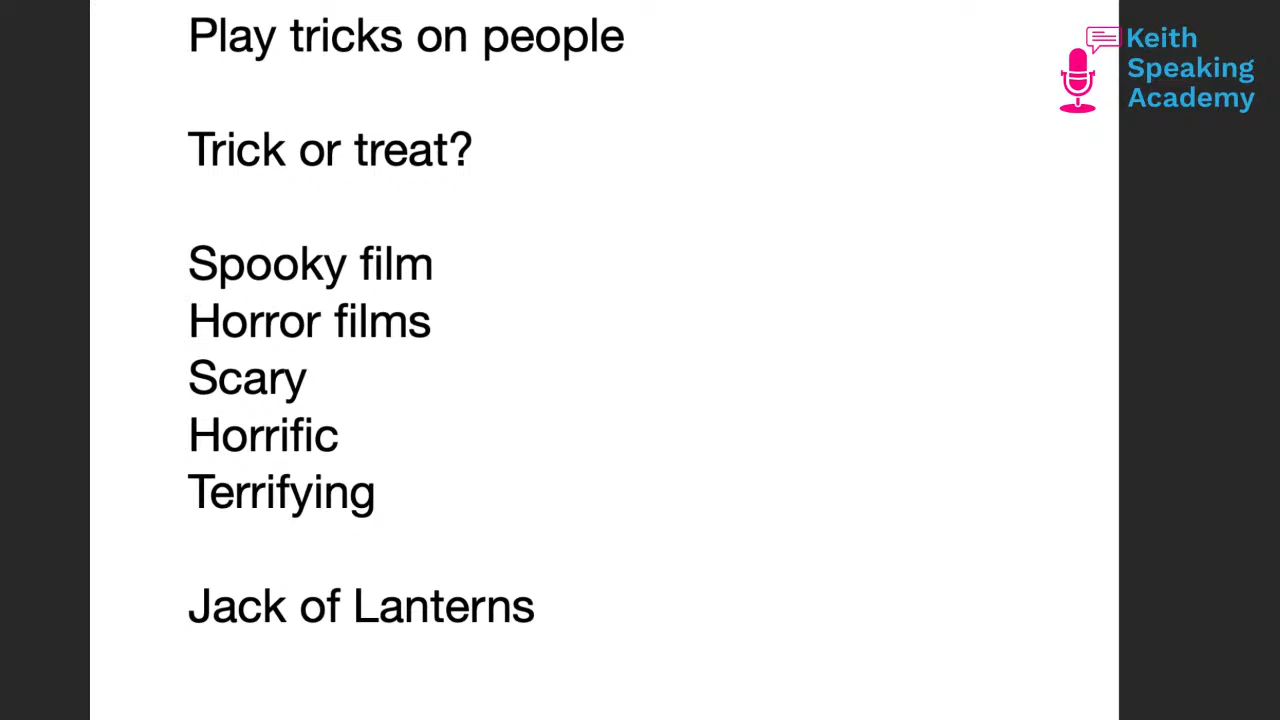 Play tricks on people
Trick or treat?
Spooky film
Horror films
Scary
Horrific
Terrifying
Jack of Lanterns
Keith
Speaking
Academy